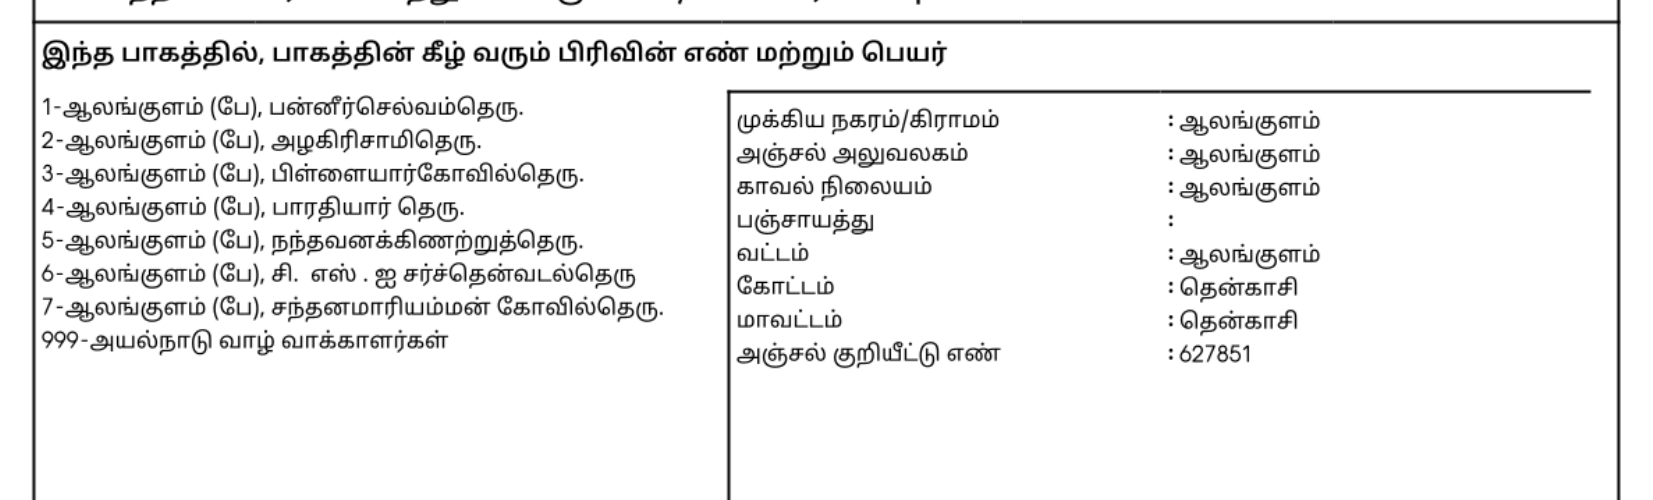 இந்த பாகத்தில், பாகத்தின் கீழ் வரும் பிரிவின் எண் மற்றும் பெயர்
1-ஆலங்குளம் (பே), பன்னீர்செல்வம்தெரு.
2-ஆலங்குளம் (பே), அழகிரிசாமிதெரு.
3-ஆலங்குளம் (பே), பிள்ளையார்கோவில்தெரு.
4-ஆலங்குளம் (பே), பாரதியார் தெரு.
5-ஆலங்குளம் (பே), நந்தவனக்கிணற்றுத்தெரு.
6-ஆலங்குளம் (பே), சி. எஸ் . ஐ சர்ச்தென்வடல்தெரு
7-ஆலங்குளம் (பே), சந்தனமாரியம்மன் கோவில்தெரு.
999-அயல்நாடு வாழ் வாக்காளர்கள்
முக்கிய நகரம்/கிராமம் : ஆலங்குளம்
அஞ்சல் அலுவலகம் : ஆலங்குளம்
காவல் நிலையம் : ஆலங்குளம்
பஞ்சாயத்து :
வட்டம் : ஆலங்குளம்
கோட்டம் : தென்காசி
மாவட்டம் : தென்காசி
அஞ்சல் குறியீட்டு எண் : 627851